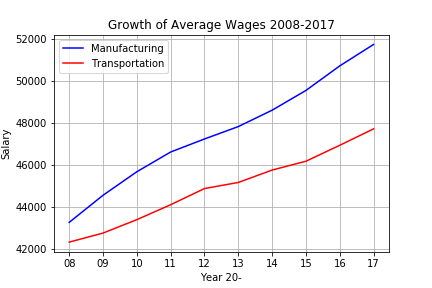 Growth of Average Wages 2008-2017
Manufacturing
Transportation
52000
50000
48000
46000
44000
42000
Salary
08 09 10 11 12 13 14 15 16 17
Year 20-